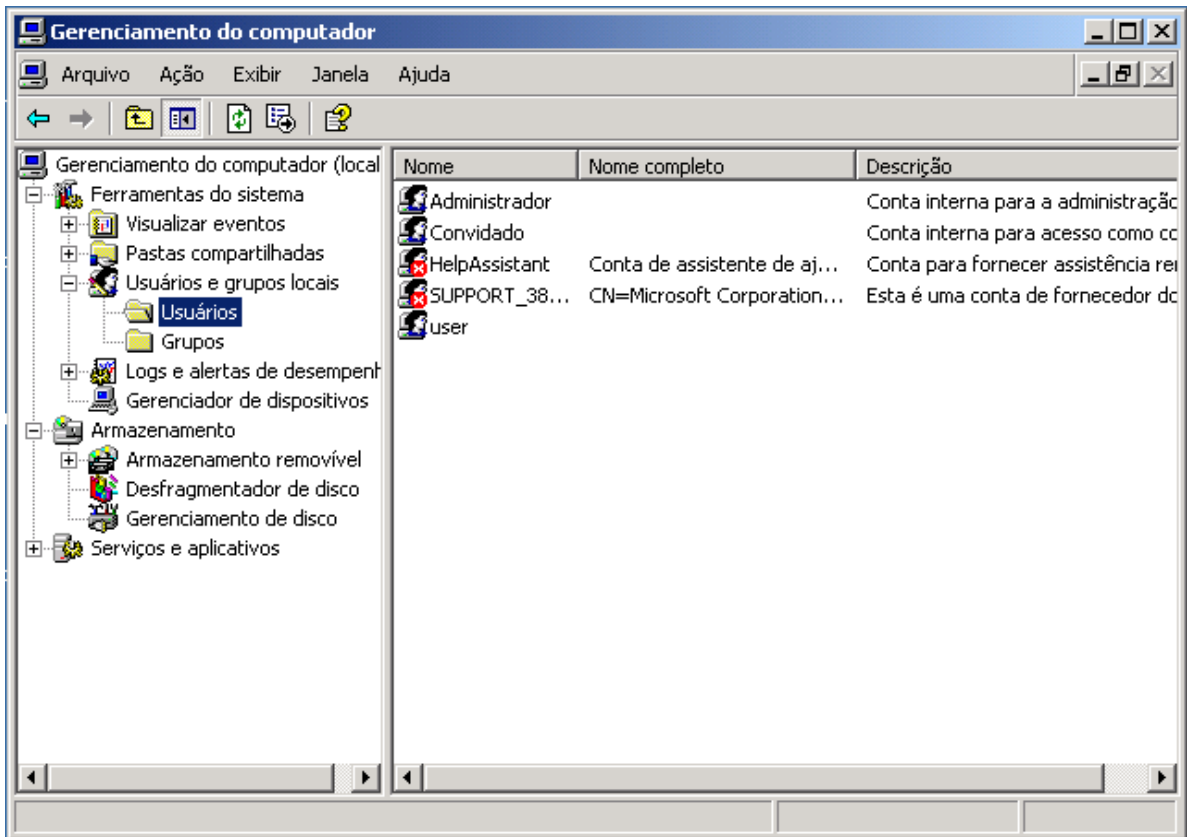 Gerenciamento do computador
Arquivo Ação Exibir Janela Ajuda
Gerenciamento do computador (local
Ferramentas do sistema
Visualizar eventos
Pastas compartilhadas
Usuários e grupos locais
Usuários
Grupos
Logs e alertas de desempenh
Gerenciador de dispositivos
Armazenamento
Armazenamento removível
Desfragmentador de disco
Gerenciamento de disco
Serviços e aplicativos
Nome Nome completo Descrição
Administrador Conta interna para a administração
Convidado Conta interna para acesso como co
HelpAssistant Conta de assistente de aj... Conta para fornecer assistência rem
SUPPORT_38... CN=Microsoft Corporation... Esta é uma conta de fornecedor do
user